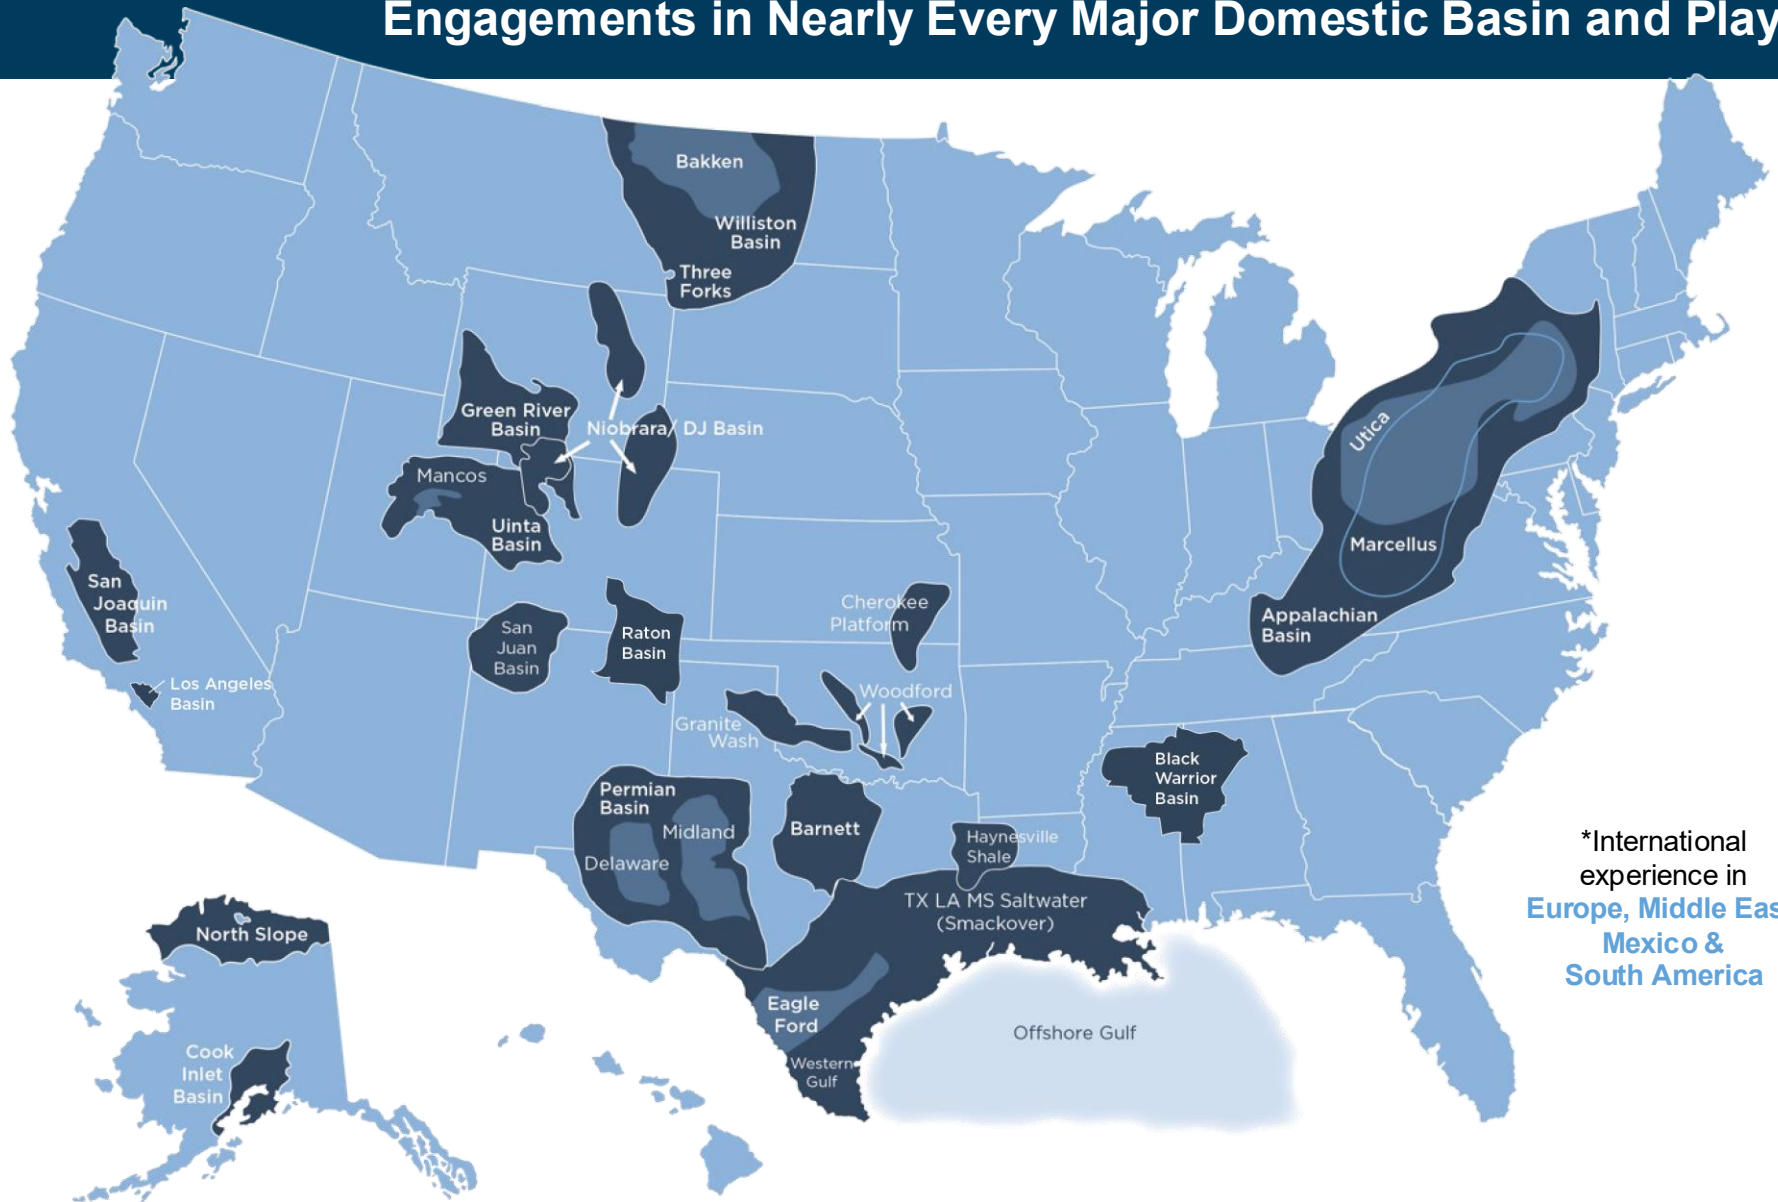 Engagements in Nearly Every Major Domestic Basin and Play
Bakken
Williston
Basin
Three
Forks
Green River
Basin
Niobrara/ DJ Basin
Mancos
Uinta
Basin
Utica
Marcellus
Appalachian
Basin
San
Joaquin
Basin
Los Angeles
Basin
San
Juan
Basin
Raton
Basin
Cherokee
Platform
Woodford
Granite
Wash
Permian
Basin
Midland
Delaware
Barnett
Haynesville
Shale
Black
Warrior
Basin
TX LA MS Saltwater
(Smackover)
Eagle
Ford
Western
Gulf
Offshore Gulf
North Slope
Cook
Inlet
Basin
*International
experience in
Europe, Middle Eas
Mexico &
South America